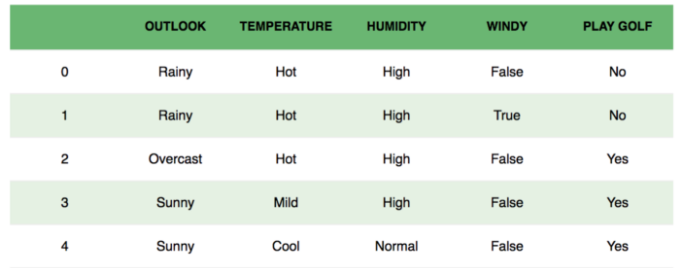 OUTLOOK TEMPERATURE HUMIDITY WINDY PLAY GOLF
0 Rainy Hot High False No
1 Rainy Hot High True No
2 Overcast Hot High False Yes
3 Sunny Mild High False Yes
4 Sunny Cool Normal False Yes